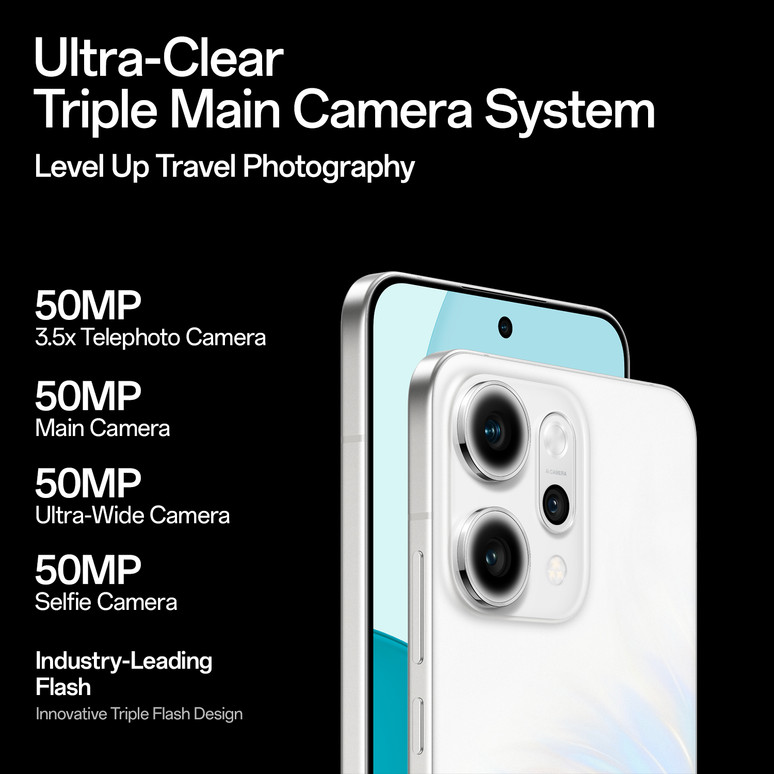 Ultra-Clear
Triple Main Camera System
Level Up Travel Photography
50MP
3.5x Telephoto Camera
50MP
Main Camera
50MP
Ultra-Wide Camera
50MP
Selfie Camera
Industry-Leading
Flash
Innovative Triple Flash Design